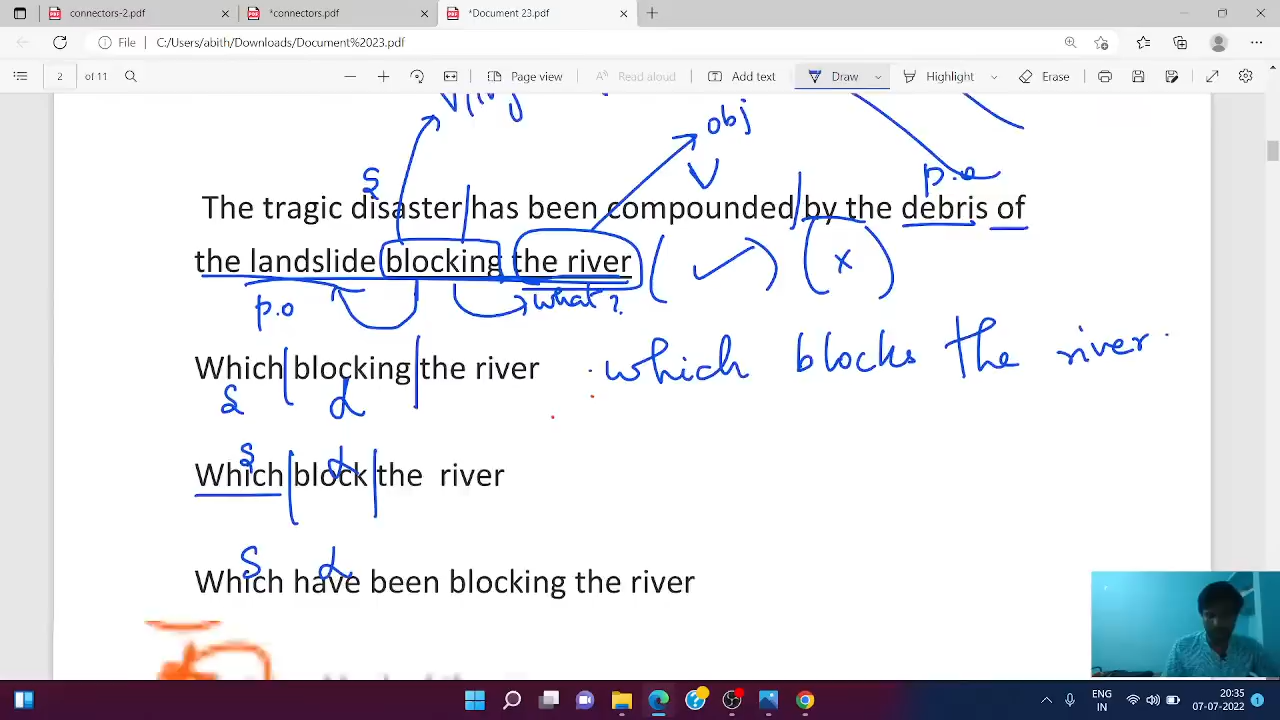 connectors-2.pdf
*connectors.pdf
*Document 23.pdf
File C:/Users/abith/Downloads/Document%2023.pdf
2 of 11
Page view
Read aloud
Add text
Draw
Highlight
Erase
obj
V
S
p.o
The tragic disaster has been compounded by the debris of
the landslide blocking the river
p.o
what?
Which blocking the river
which blocks the river.
S
S
Which block the river
S
Which have been blocking the river
ENG
IN
20:35
07-07-2022
1